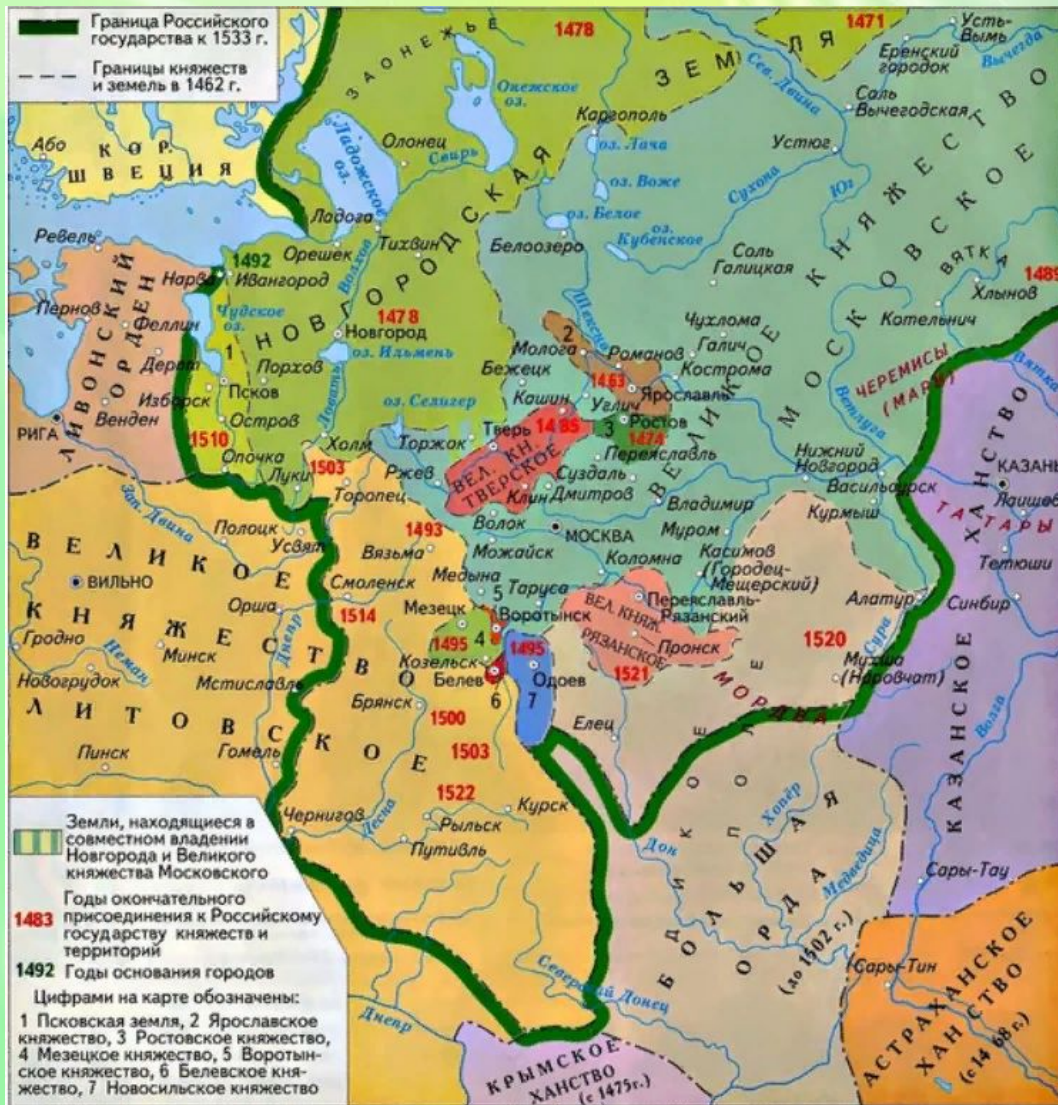 Граница Российского
государства к 1533 г.
Границы княжеств
и земель в 1462 г.
1478
1471
Усть-
Вымь
Еренский
городок
Вычегда
ЗАОНЕЖЬЕ
ЗЕМЛЯ
Онежское
оз.
Сев. Двина
Соль
Вычегодская
Каргополь
Або
КОР.
ШВЕЦИЯ
Ладожское
оз.
Олонец
Свирь
оз. Лача
Устюг
оз. Воже
Сухона
Юг
Ладога
оз. Белое
оз.
Кубенское
Ревель
Орешек
Тихвин
Белоозеро
1492
Нарва
Ивангород
Волхов
Соль
Галицкая
ВЯТКА
1489
Хлынов
Котельнич
Пернов
Феллин
Чудское
оз.
НОВГОРОДСКАЯ
1478
Новгород
оз. Ильмень
Шексна
Чухлома
Галич
ВЕЛИКОЕ КНЯЖЕСТВО
МОСКОВСКОЕ
Дерпт
1
Порхов
2
Молога
Романов
Бежецк
Кострома
Вятка
ЛИВОНСКИЙ
ОРДЕН
Изборск
Псков
Ловать
1463
Ярославль
ЧЕРЕМИСЫ
(МАРИ)
Венден
Остров
оз. Селигер
Кашин
Углич
Ветлуга
РИГА
1510
Опочка
Холм
Торжок
Тверь
1485
3
Ростов
1474
Переяславль
Нижний
Новгород
КАЗАНЬ
Луки
1503
Ржев
ВЕЛ. КН.
ТВЕРСКОЕ
Суздаль
Васильсурск
Лаишев
Зап. Двина
Торопец
Клин
Дмитров
Владимир
Курмыш
ТАТАРЫ
Полоцк
1493
Волок
МОСКВА
Муром
Тетюши
Усвят
Вязьма
Можайск
Коломна
Касимов
(Городец-
Мещерский)
ВИЛЬНО
Смоленск
Медына
5
Таруса
Алатур
Синбир
Орша
1514
Мезецк
Воротынск
ВЕЛ. КНЯЖ.
РЯЗАНСКОЕ
Переяславль-
Рязанский
Гродно
Неман
Минск
Днепр
1495
4
1495
Пронск
1520
Сура
Новогрудок
Козельск
Белев
Одоев
1521
Мухша
(Наровчат)
Мстиславль
Брянск
6
7
МОРДВА
Волга
ВЕЛИКОЕ
КНЯЖЕСТВО
ЛИТОВСКОЕ
1500
Елец
Пинск
Гомель
1503
1522
Курск
Хопёр
КАЗАНСКОЕ
ХАНСТВО
Чернигов
Десна
Рыльск
Путивль
Дон
Медведица
Сары-Тау
ДИКОЕ ПОЛЕ
БОЛЬШАЯ
ОРДА
(до 1502 г.)
Северский Донец
Сары-Тин
Днепр
КРЫМСКОЕ
ХАНСТВО
(с 1475г.)
АСТРАХАНСКОЕ
ХАНСТВО
(с 14 68 г.)
Земли, находящиеся в
совместном владении
Новгорода и Великого
княжества Московского
1483
Годы окончательного
присоединения к Российскому
государству княжеств и
территорий
1492 Годы основания городов
Цифрами на карте обозначены:
1 Псковская земля, 2 Ярославское
княжество, 3 Ростовское княжество,
4 Мезецкое княжество, 5 Воротын-
ское княжество, 6 Белевское кня-
жество, 7 Новосильское княжество